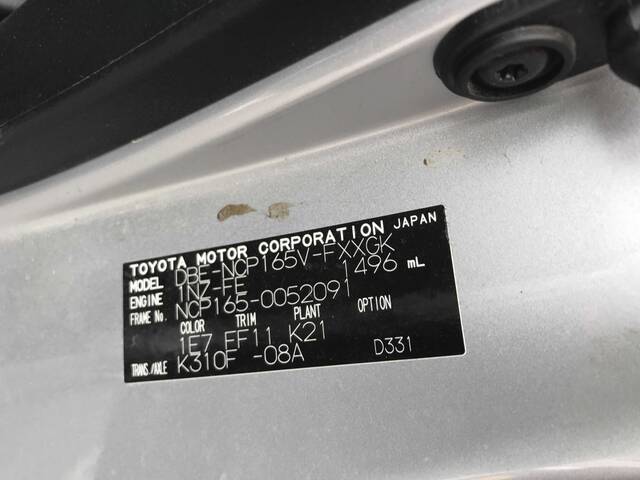 TOYOTA MOTOR CORPORATION JAPAN
MODEL DBE-NCP165V-FXXGK
ENGINE 1NZ-FE 1496 mL
FRAME No. NCP165-0052091
COLOR TRIM PLANT OPTION
1E7 EF11 K21
TRANS./AXLE K310F -08A D331